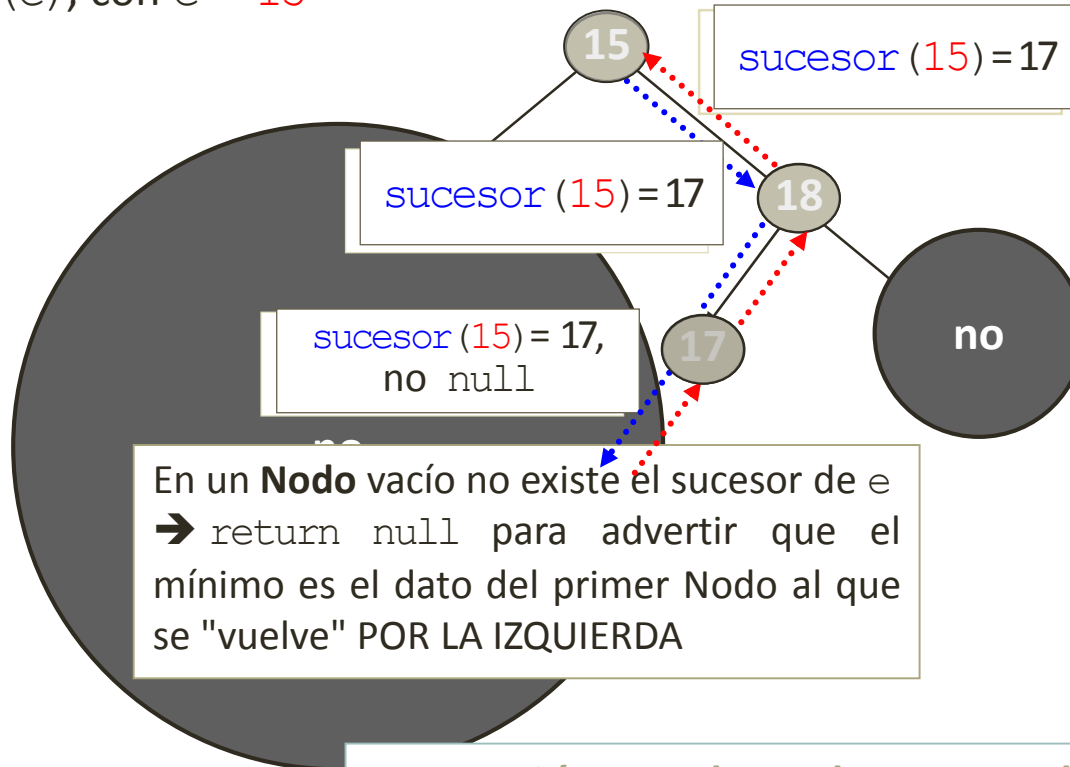 (e), con e
15
sucesor(15)=17
sucesor(15)=17
18
sucesor(15)= 17,
no null
17
no
no
En un Nodo vacío no existe el sucesor de e
➔ return null para advertir que el
mínimo es el dato del primer Nodo al que
se "vuelve" POR LA IZQUIERDA